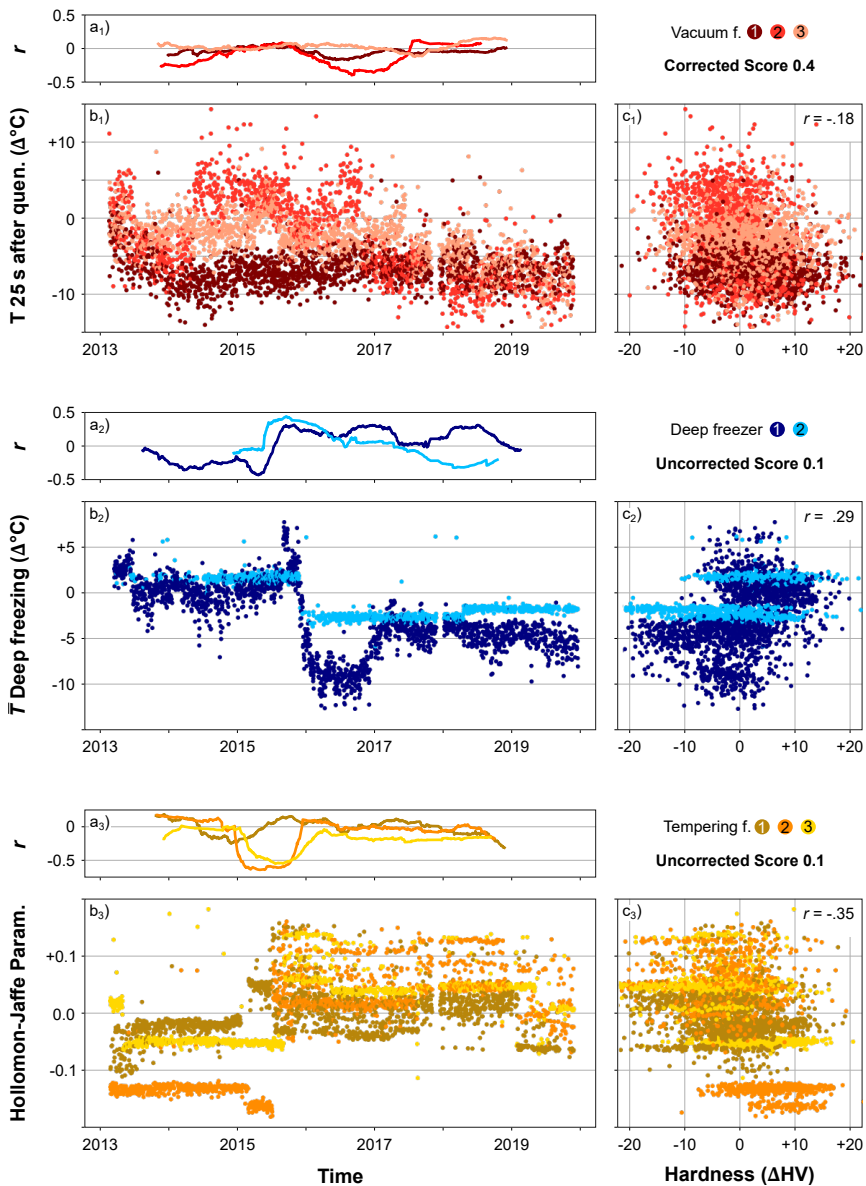 a₁)
0.5
0
-0.5
r
Vacuum f. 1 2 3
Corrected Score 0.4
b₁)
+10
0
-10
T 25 s after quen. (Δ°C)
2013 2015 2017 2019
c₁)
r = -.18
-20 -10 0 +10 +20
a₂)
0.5
0
-0.5
r
Deep freezer 1 2
Uncorrected Score 0.1
b₂)
+5
0
-5
-10
T̅ Deep freezing (Δ°C)
2013 2015 2017 2019
c₂)
r = .29
-20 -10 0 +10 +20
a₃)
0
-0.5
r
Tempering f. 1 2 3
Uncorrected Score 0.1
b₃)
+0.1
0.0
-0.1
Hollomon-Jaffe Param.
2013 2015 2017 2019
Time
c₃)
r = -.35
-20 -10 0 +10 +20
Hardness (ΔHV)